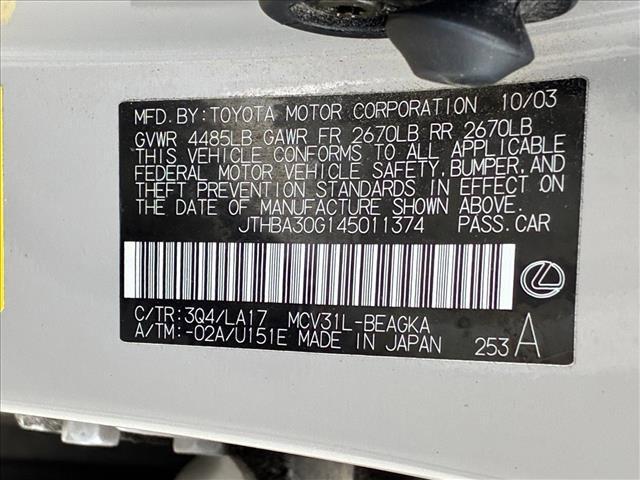 MFD. BY: TOYOTA MOTOR CORPORATION 10/03
GVWR 4485LB GAWR FR 2670LB RR 2670LB
THIS VEHICLE CONFORMS TO ALL APPLICABLE
FEDERAL MOTOR VEHICLE SAFETY, BUMPER, AND
THEFT PREVENTION STANDARDS IN EFFECT ON
THE DATE OF MANUFACTURE SHOWN ABOVE.
JTHBA30G145011374 PASS. CAR
C/TR: 3Q4/LA17 MCV31L-BEAGKA
A/TM: -02A/U151E MADE IN JAPAN 253 A